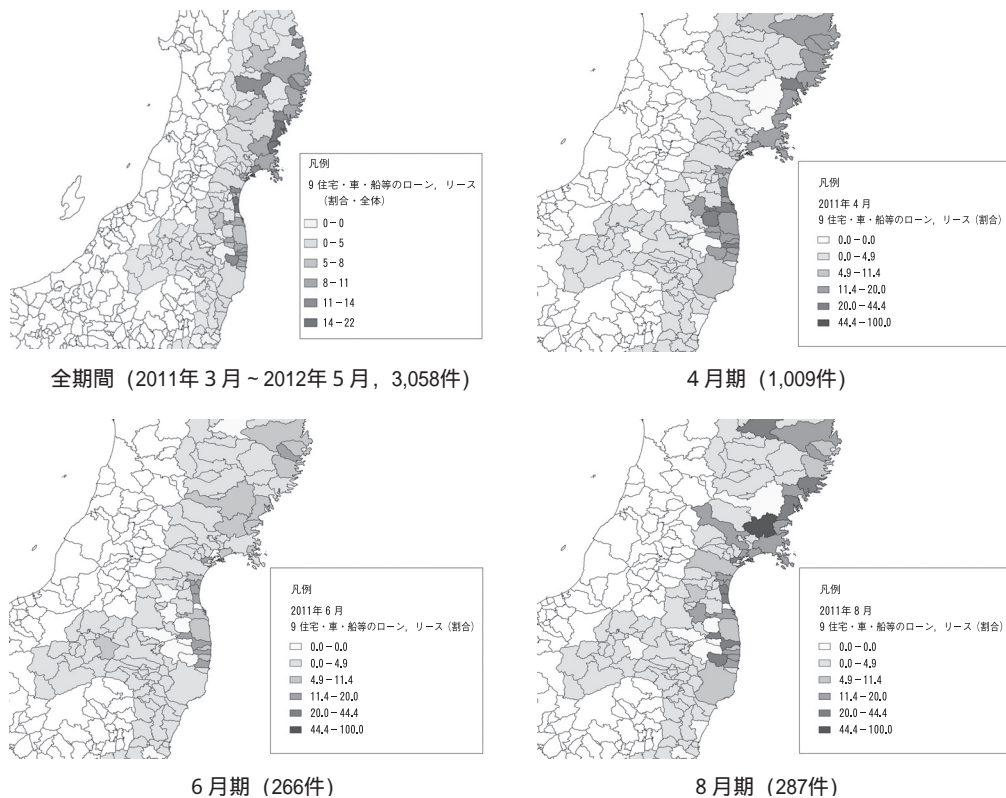 凡例
9 住宅・車・船等のローン，リース
（割合・全体）
0－0
0－5
5－8
8－11
11－14
14－22
全期間（2011年３月～2012年５月，3,058件）
凡例
2011年 4 月
9 住宅・車・船等のローン，リース（割合）
0.0－0.0
0.0－4.9
4.9－11.4
11.4－20.0
20.0－44.4
44.4－100.0
４月期（1,009件）
凡例
2011年 6 月
9 住宅・車・船等のローン，リース（割合）
0.0－0.0
0.0－4.9
4.9－11.4
11.4－20.0
20.0－44.4
44.4－100.0
６月期（266件）
凡例
2011年 8 月
9 住宅・車・船等のローン，リース（割合）
0.0－0.0
0.0－4.9
4.9－11.4
11.4－20.0
20.0－44.4
44.4－100.0
８月期（287件）